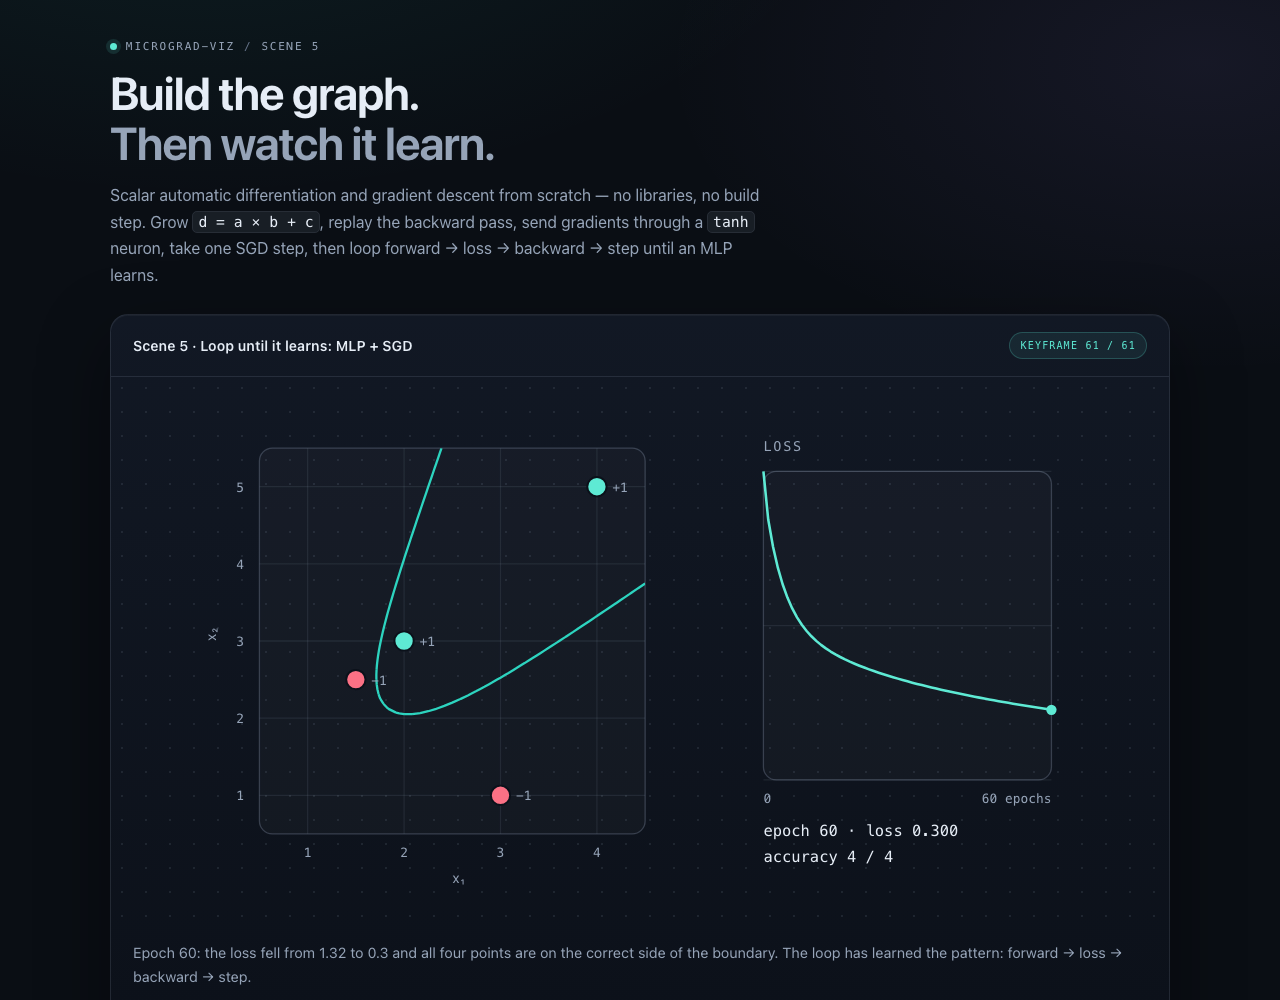 MICROGRAD-VIZ / SCENE 5
Build the graph.
Then watch it learn.
Scalar automatic differentiation and gradient descent from scratch — no libraries, no build
step. Grow d = a × b + c, replay the backward pass, send gradients through a tanh
neuron, take one SGD step, then loop forward → loss → backward → step until an MLP
learns.
Scene 5 · Loop until it learns: MLP + SGD
KEYFRAME 61 / 61
LOSS
5
+1
4
3
+1
x₂
−1
2
1
−1
1 2 3 4
x₁
0 60 epochs
epoch 60 · loss 0.300
accuracy 4 / 4
Epoch 60: the loss fell from 1.32 to 0.3 and all four points are on the correct side of the boundary. The loop has learned the pattern: forward → loss →
backward → step.